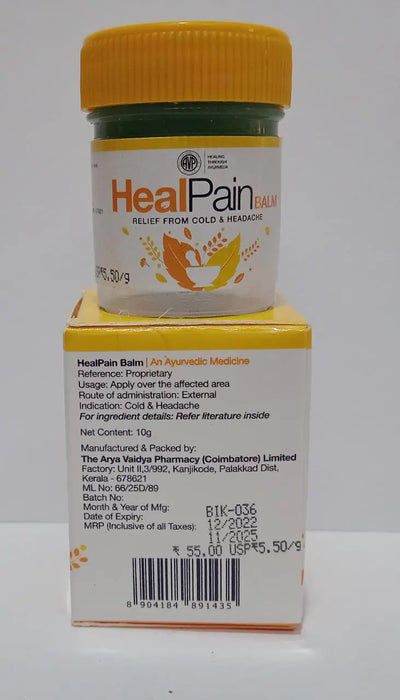 AVP
HEALING
THROUGH
AYURVEDA
HealPain BALM
RELIEF FROM COLD & HEADACHE
₹5.50/g
HealPain Balm | An Ayurvedic Medicine
Reference: Proprietary
Usage: Apply over the affected area
Route of administration: External
Indication: Cold & Headache
For ingredient details: Refer literature inside
Net Content: 10g
Manufactured & Packed by:
The Arya Vaidya Pharmacy (Coimbatore) Limited
Factory: Unit II,3/992, Kanjikode, Palakkad Dist,
Kerala - 678621
ML No: 66/25D/89
Batch No: BIK-036
Month & Year of Mfg: 12/2022
Date of Expiry: 11/2025
MRP (Inclusive of all Taxes): ₹ 55.00 USP₹5.50/g
8 904184 891435